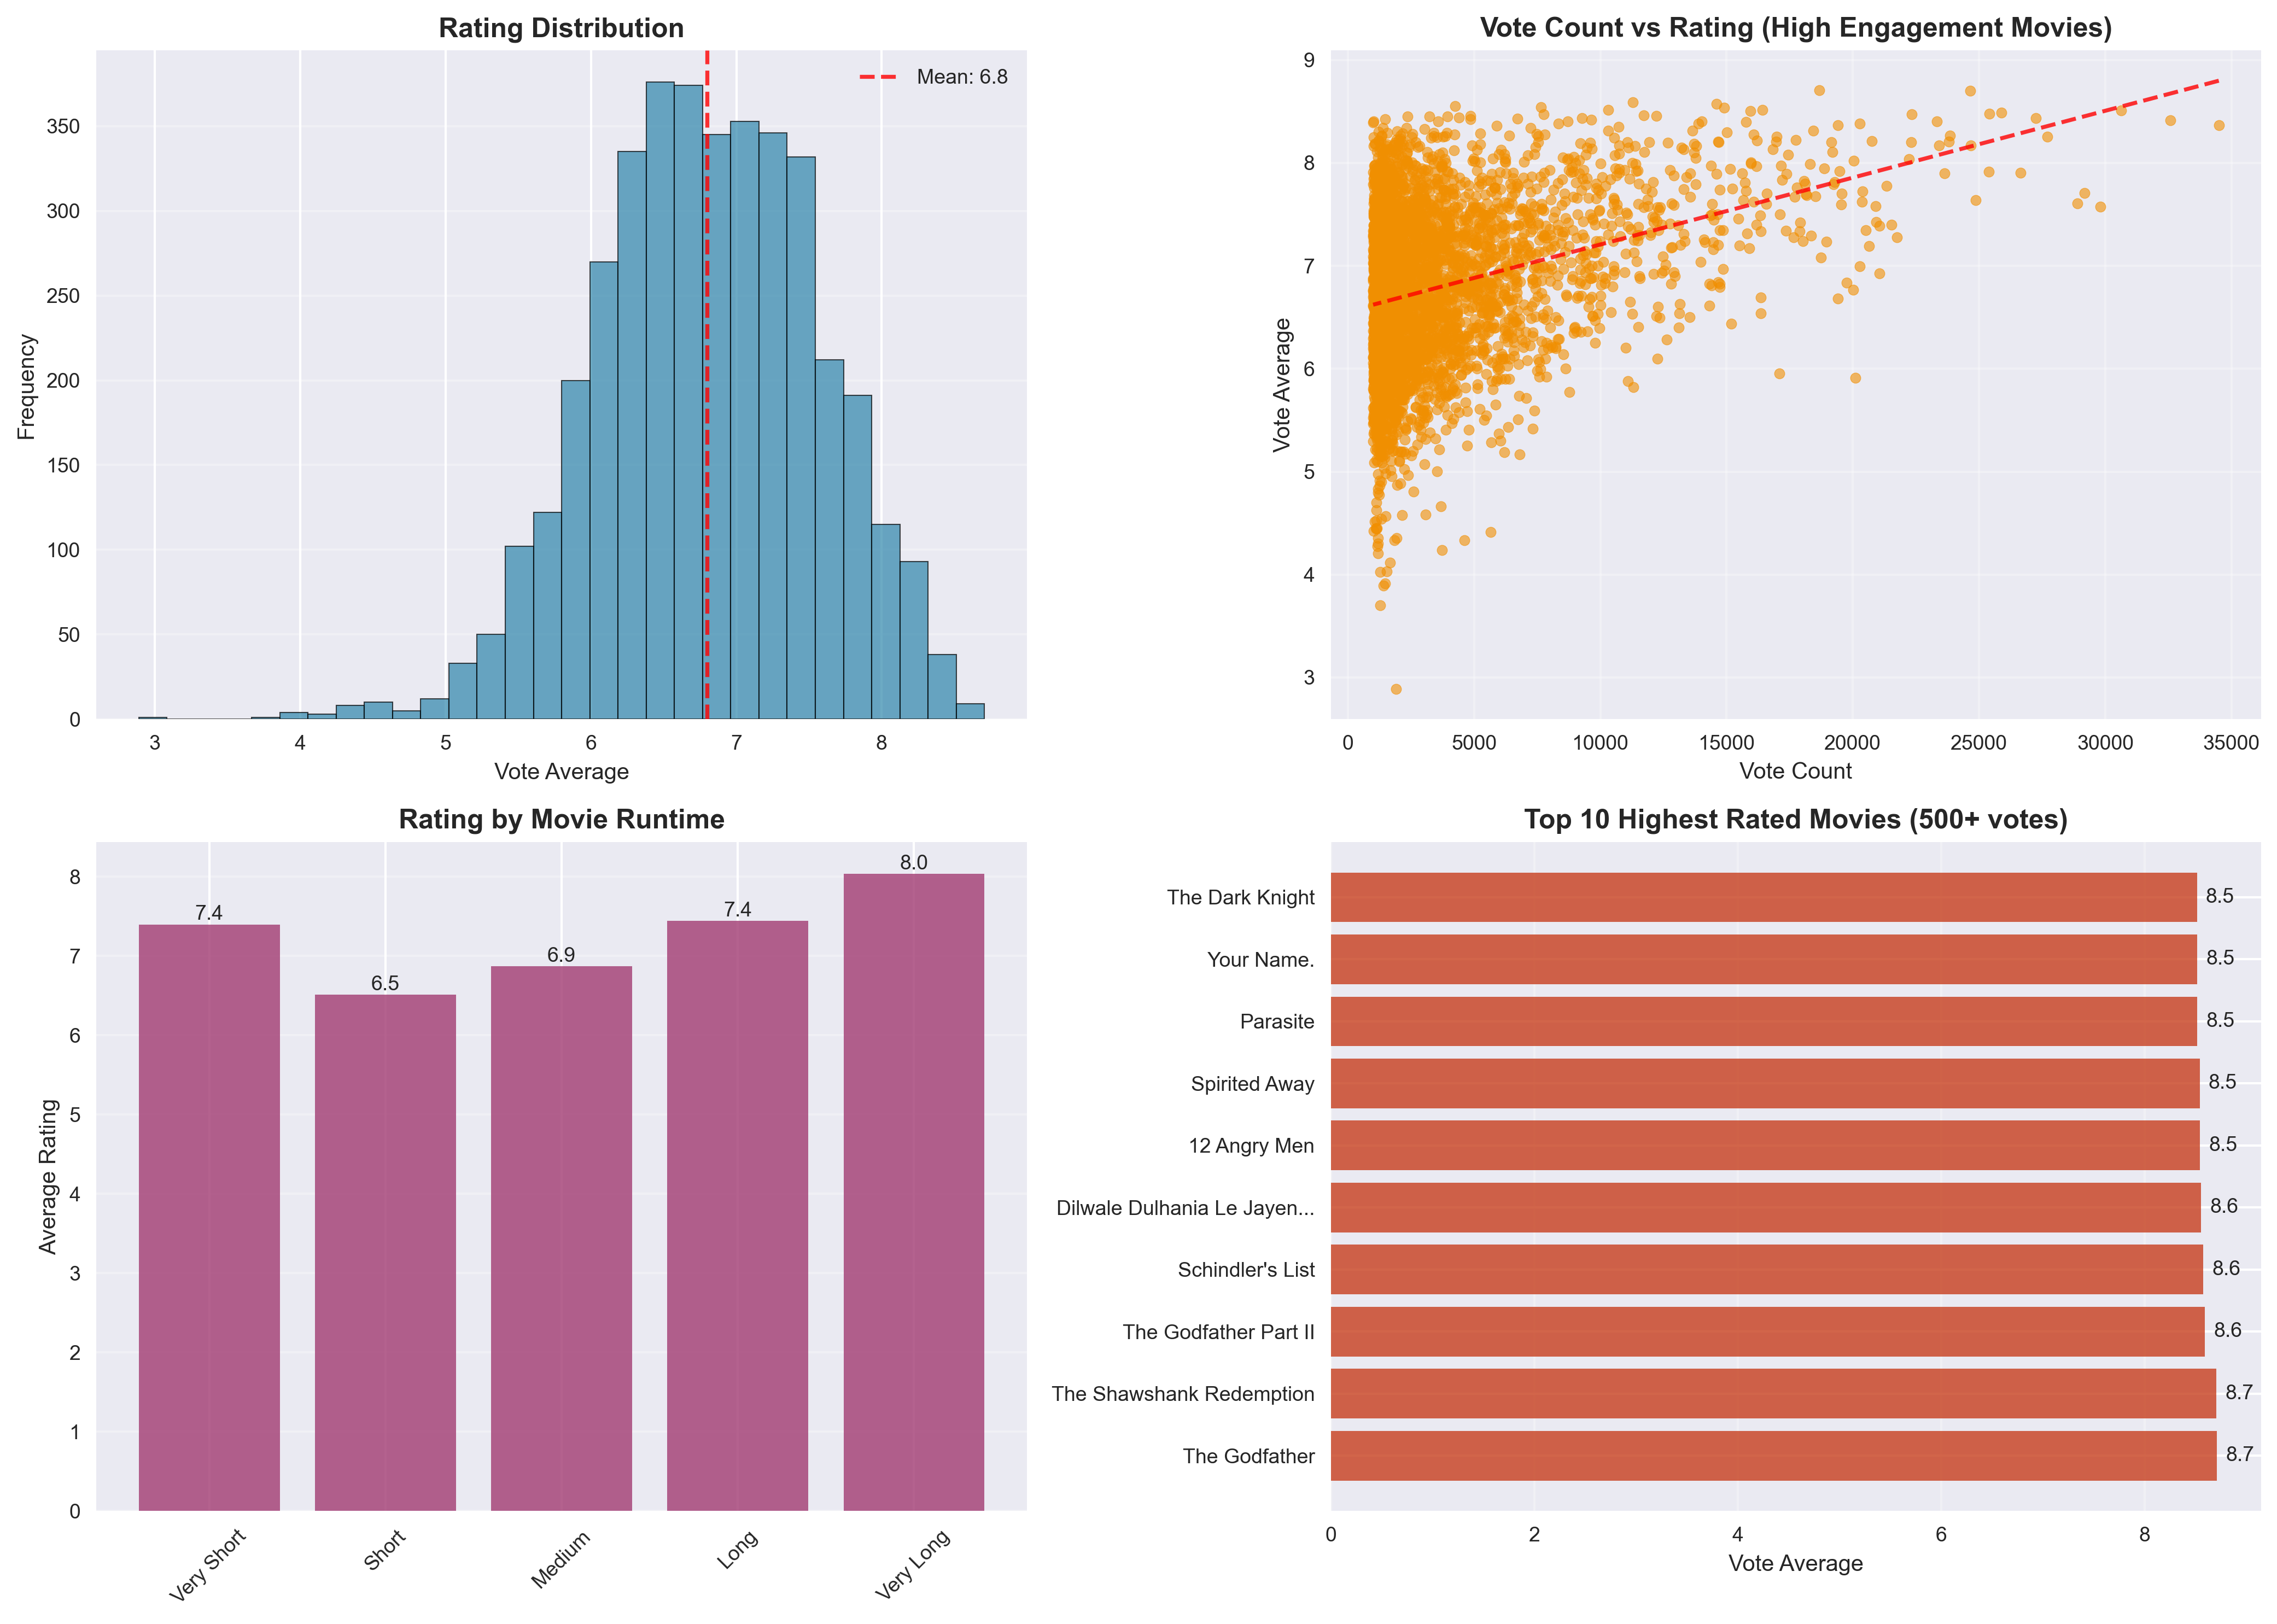 Rating Distribution
Mean: 6.8
Frequency
350
300
250
200
150
100
50
0
3
4
5
6
7
8
Vote Average
Vote Count vs Rating (High Engagement Movies)
Vote Average
9
8
7
6
5
4
3
0
5000
10000
15000
20000
25000
30000
35000
Vote Count
Rating by Movie Runtime
Average Rating
8
7
6
5
4
3
2
1
0
7.4
6.5
6.9
7.4
8.0
Very Short
Short
Medium
Long
Very Long
Top 10 Highest Rated Movies (500+ votes)
The Dark Knight
8.5
Your Name.
8.5
Parasite
8.5
Spirited Away
8.5
12 Angry Men
8.5
Dilwale Dulhania Le Jayen...
8.6
Schindler's List
8.6
The Godfather Part II
8.6
The Shawshank Redemption
8.7
The Godfather
8.7
0
2
4
6
8
Vote Average